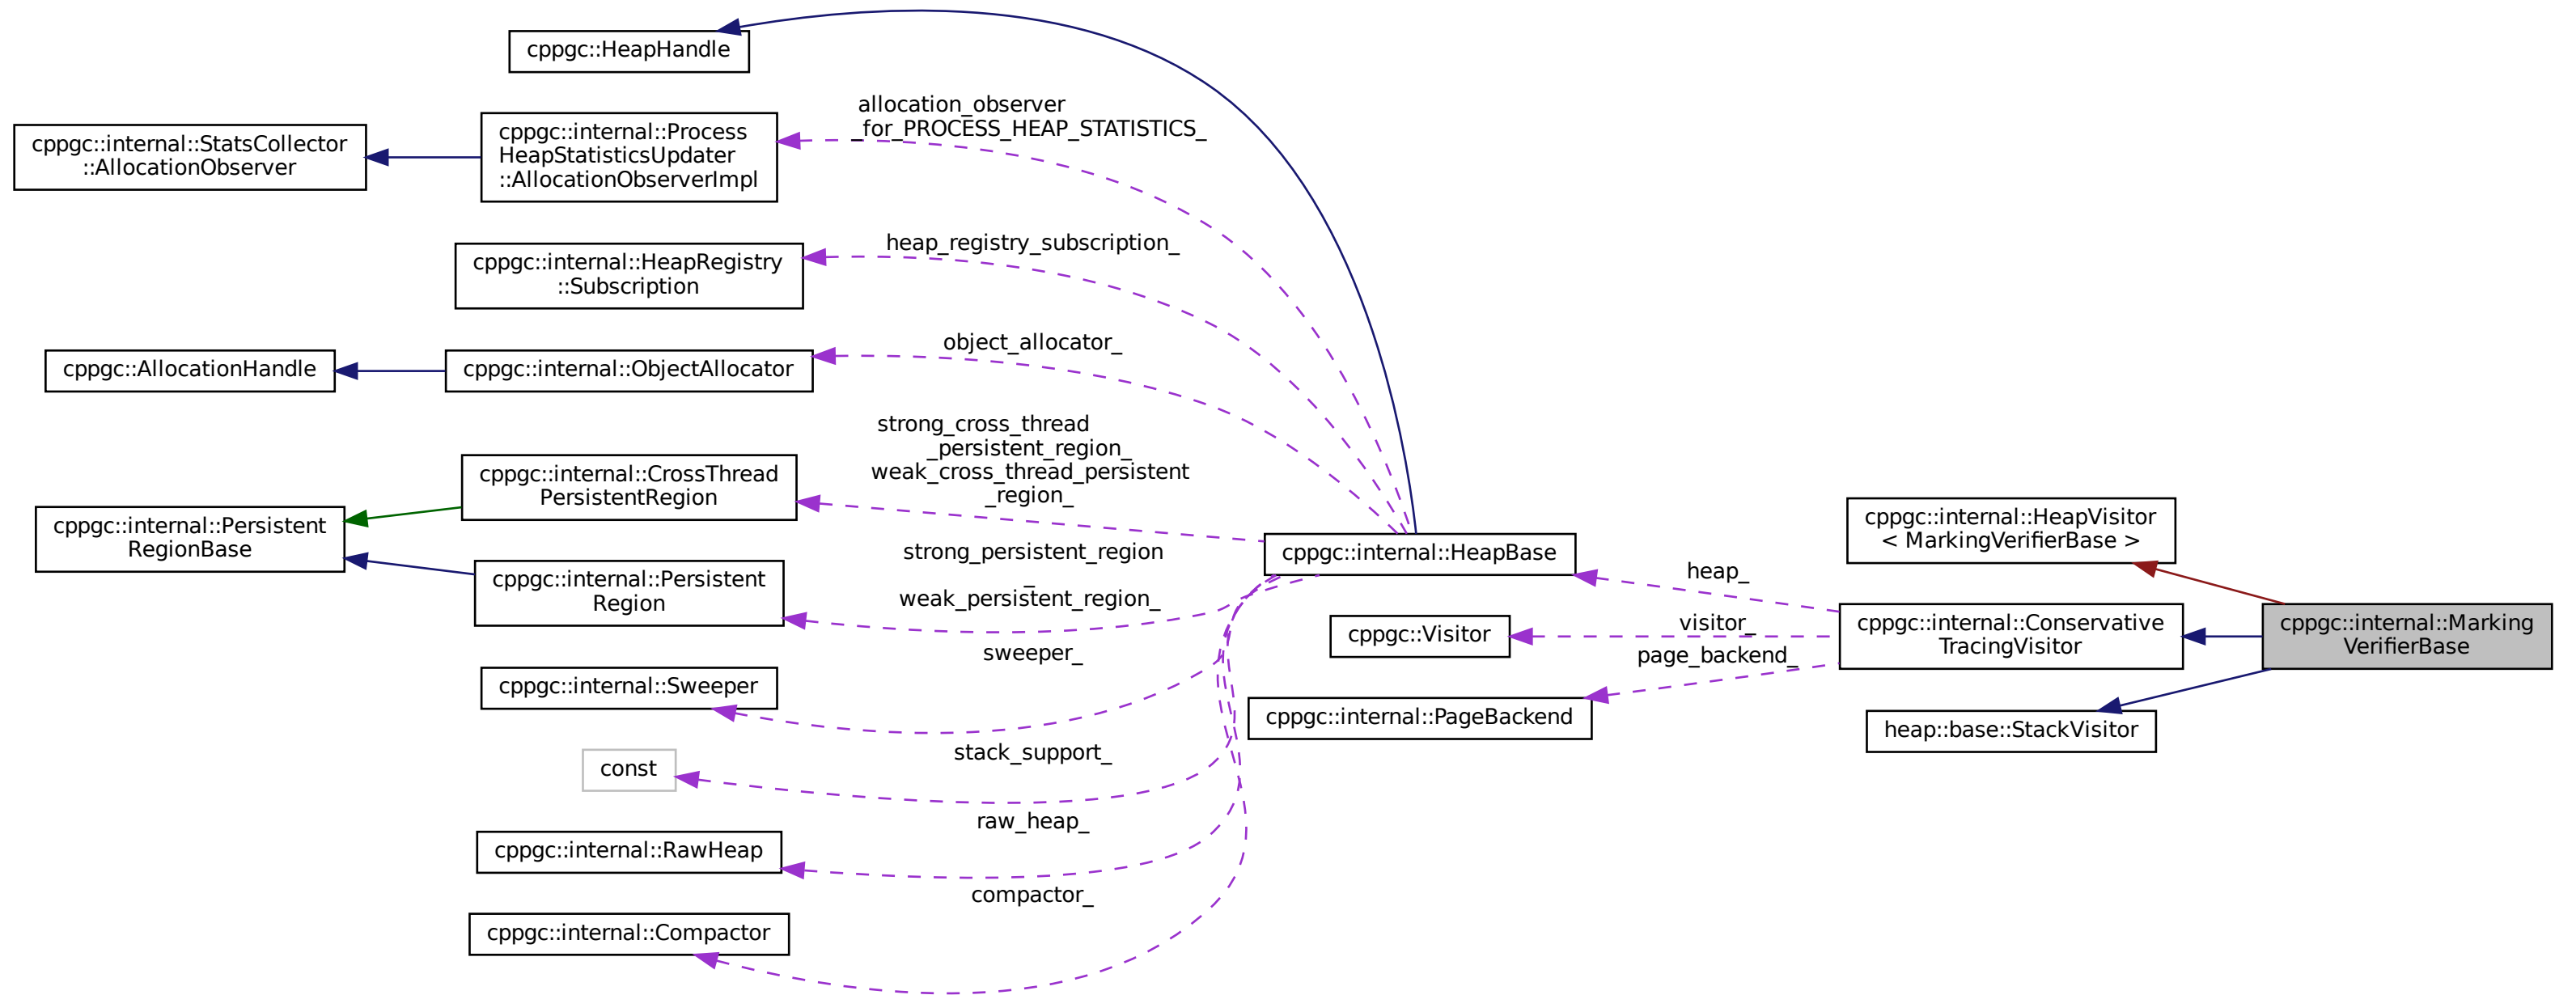 cppgc::HeapHandle
allocation_observer
_for_PROCESS_HEAP_STATISTICS_
cppgc::internal::StatsCollector
::AllocationObserver
cppgc::internal::Process
HeapStatisticsUpdater
::AllocationObserverImpl
heap_registry_subscription_
cppgc::internal::HeapRegistry
::Subscription
object_allocator_
cppgc::AllocationHandle
cppgc::internal::ObjectAllocator
strong_cross_thread
_persistent_region_
weak_cross_thread_persistent
_region_
cppgc::internal::CrossThread
PersistentRegion
cppgc::internal::Persistent
RegionBase
strong_persistent_region
_
weak_persistent_region_
cppgc::internal::Persistent
Region
sweeper_
cppgc::internal::Sweeper
stack_support_
const
raw_heap_
cppgc::internal::RawHeap
compactor_
cppgc::internal::Compactor
cppgc::internal::HeapBase
heap_
cppgc::Visitor
visitor_
page_backend_
cppgc::internal::PageBackend
cppgc::internal::HeapVisitor
< MarkingVerifierBase >
cppgc::internal::Conservative
TracingVisitor
heap::base::StackVisitor
cppgc::internal::Marking
VerifierBase